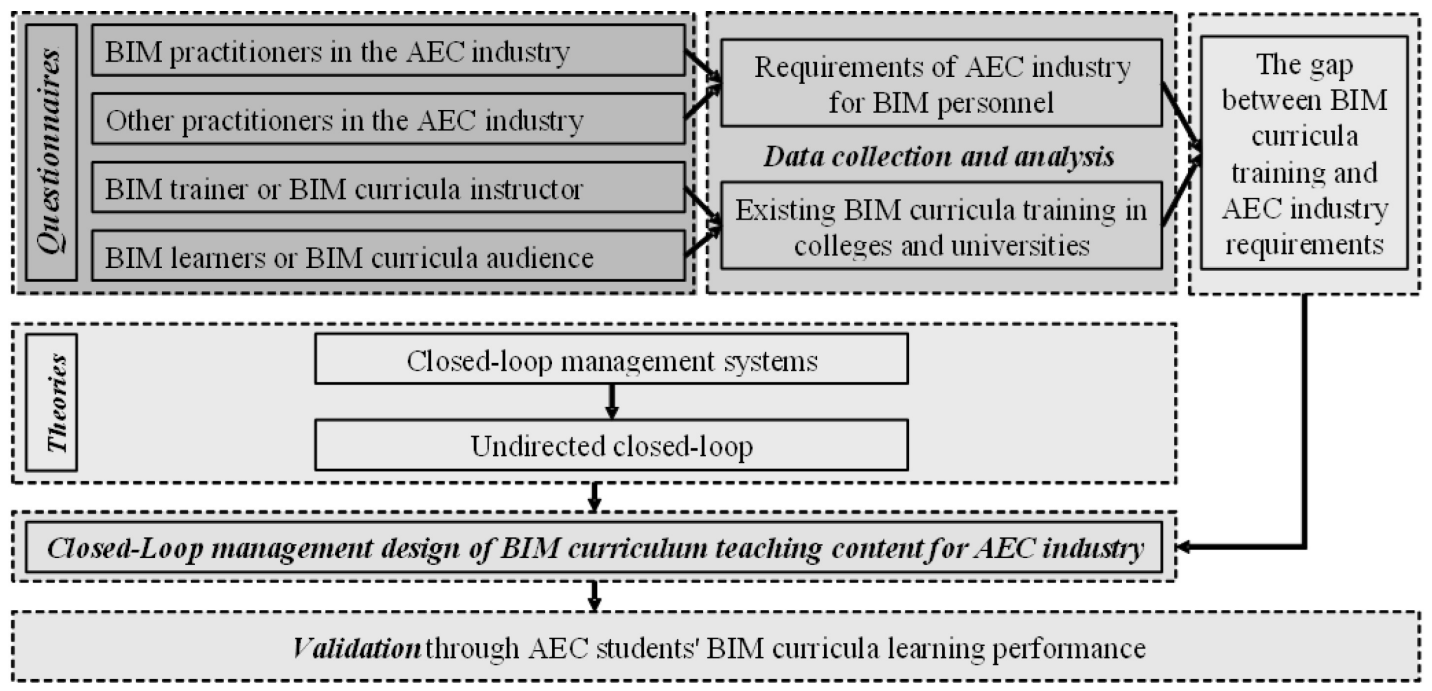 Questionnaires
BIM practitioners in the AEC industry
Other practitioners in the AEC industry
BIM trainer or BIM curricula instructor
BIM learners or BIM curricula audience
Requirements of AEC industry
for BIM personnel
Data collection and analysis
Existing BIM curricula training in
colleges and universities
The gap
between BIM
curricula
training and
AEC industry
requirements
Theories
Closed-loop management systems
Undirected closed-loop
Closed-Loop management design of BIM curriculum teaching content for AEC industry
Validation through AEC students' BIM curricula learning performance